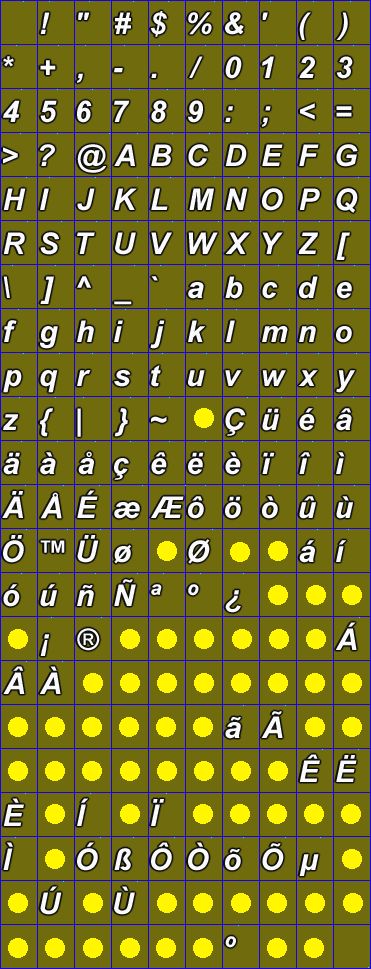 ! " # $ % & ' ( )
* + , - . / 0 1 2 3
4 5 6 7 8 9 : ; < =
> ? @ A B C D E F G
H I J K L M N O P Q
R S T U V W X Y Z [
\ ] ^ _ ` a b c d e
f g h i j k l m n o
p q r s t u v w x y
z { | } ~ Ç ü é â
ä à å ç ê ë è ï î ì
Ä Å É æ Æ ô ö ò û ù
Ö ™ Ü ø Ø á í
ó ú ñ Ñ ª º ¿
¡ ® Á
Â À
ã Ã
Ê Ë
È Í Ï
Ì Ó ß Ô Ò õ Õ µ
Ú Ù
º